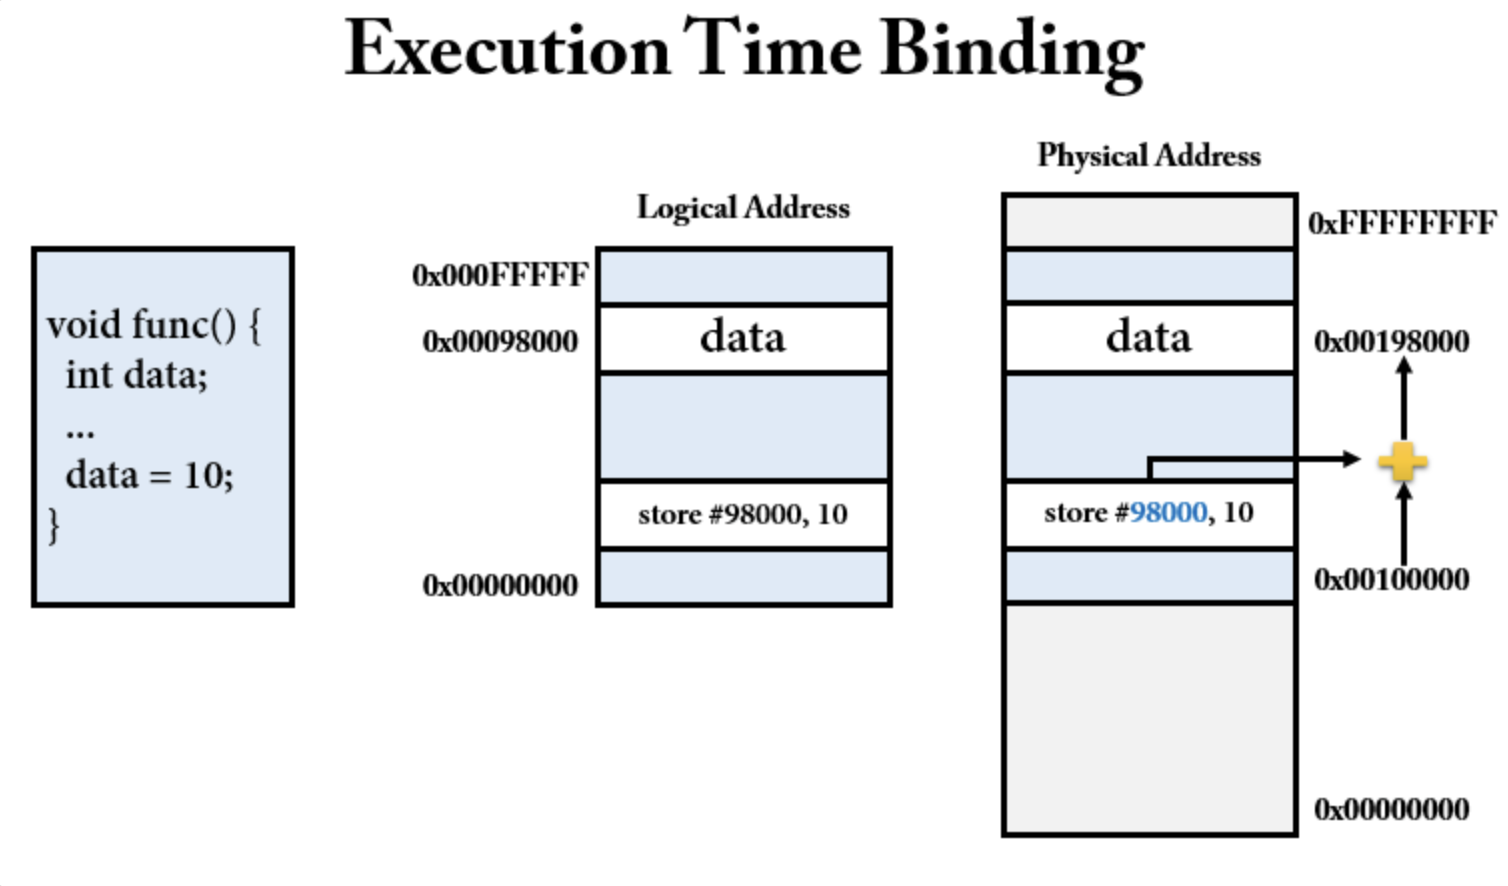 Execution Time Binding
void func() {
int data;
...
data = 10;
}
Logical Address
0x000FFFFF
0x00098000
data
store #98000, 10
0x00000000
Physical Address
0xFFFFFFFF
data
0x00198000
store #98000, 10
0x00100000
0x00000000